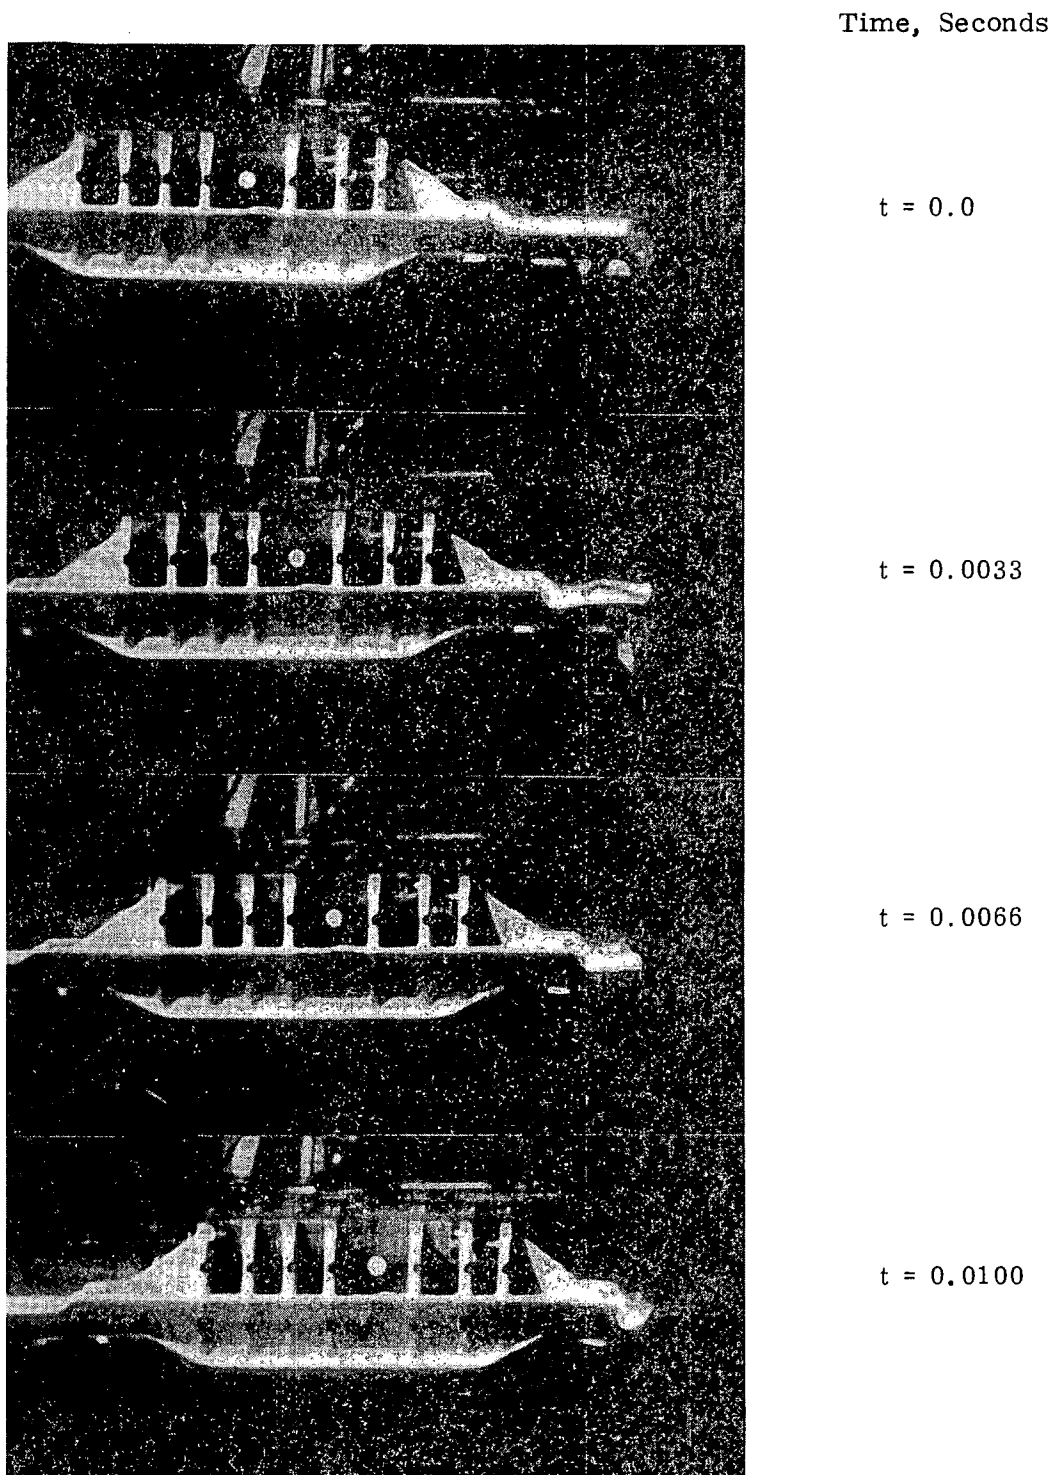 Time, Seconds
t = 0.0
t = 0.0033
t = 0.0066
t = 0.0100